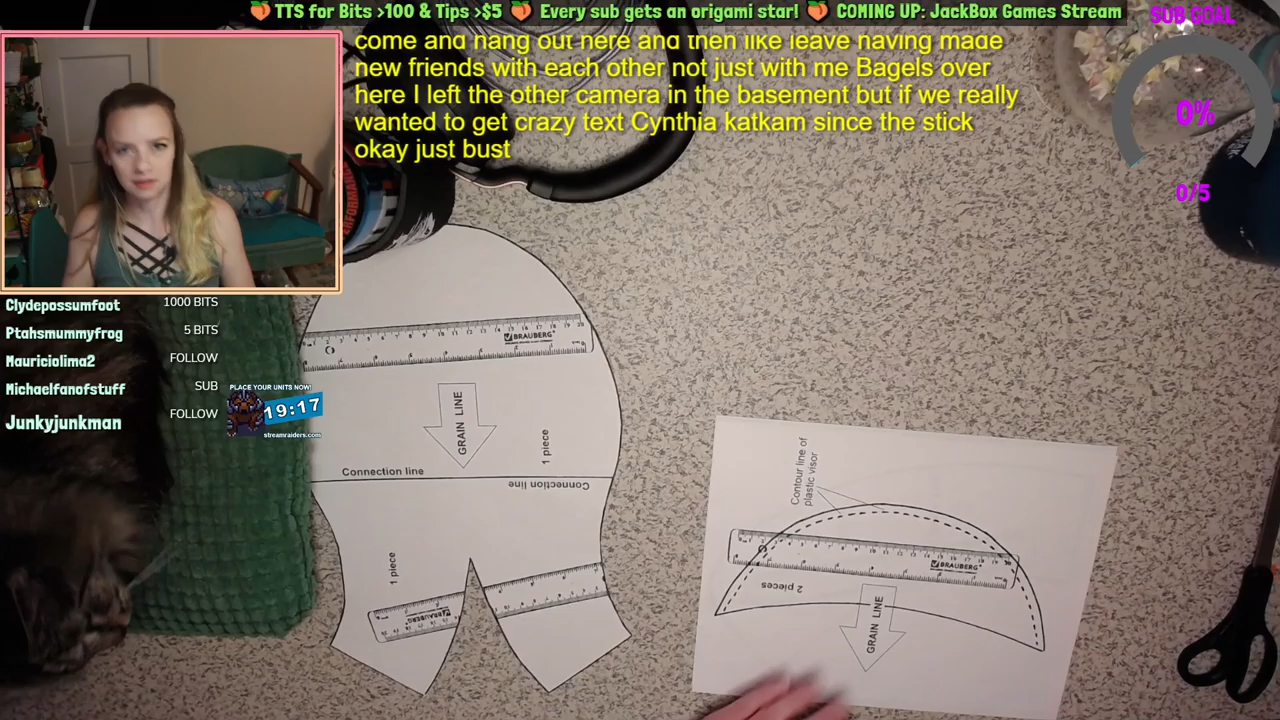 🍑 TTS for Bits >100 & Tips >$5 🍑 Every sub gets an origami star! 🍑 COMING UP: JackBox Games Stream
SUB GOAL
come and hang out here and then like leave having made
new friends with each other not just with me Bagels over
here I left the other camera in the basement but if we really
wanted to get crazy text Cynthia katkam since the stick
okay just bust
0%
0/5
Clydepossumfoot 1000 BITS
Ptahsmummyfrog 5 BITS
Mauriciolima2 FOLLOW
Michaelfanofstuff SUB
Junkyjunkman FOLLOW
PLACE YOUR UNITS NOW!
19:17
streamraiders.com
BRAUBERG
GRAIN LINE
1 piece
Connection line
Connection line
1 piece
BRAUBERG
Contour line of
plastic visor
BRAUBERG
2 pieces
GRAIN LINE